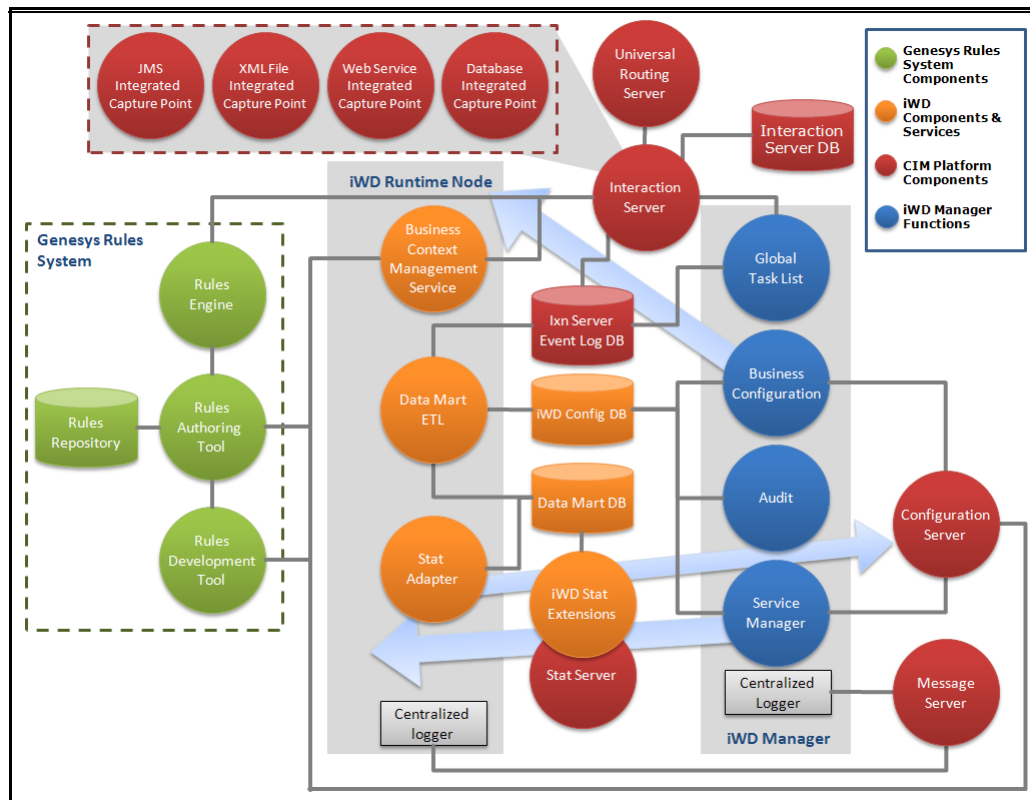 JMS
Integrated
Capture Point
XML File
Integrated
Capture Point
Web Service
Integrated
Capture Point
Database
Integrated
Capture Point
Universal
Routing
Server
Interaction
Server DB
Genesys Rules
System
Components
iWD
Components &
Services
CIM Platform
Components
iWD Manager
Functions
iWD Runtime Node
Interaction
Server
Genesys Rules
System
Business
Context
Management
Service
Global
Task List
Rules
Engine
Ixn Server
Event Log DB
Business
Configuration
Rules
Repository
Rules
Authoring
Tool
Data Mart
ETL
iWD Config DB
Data Mart DB
Audit
Configuration
Server
Rules
Development
Tool
Stat
Adapter
iWD Stat
Extensions
Service
Manager
Stat Server
Centralized
Logger
Message
Server
Centralized
logger
iWD Manager